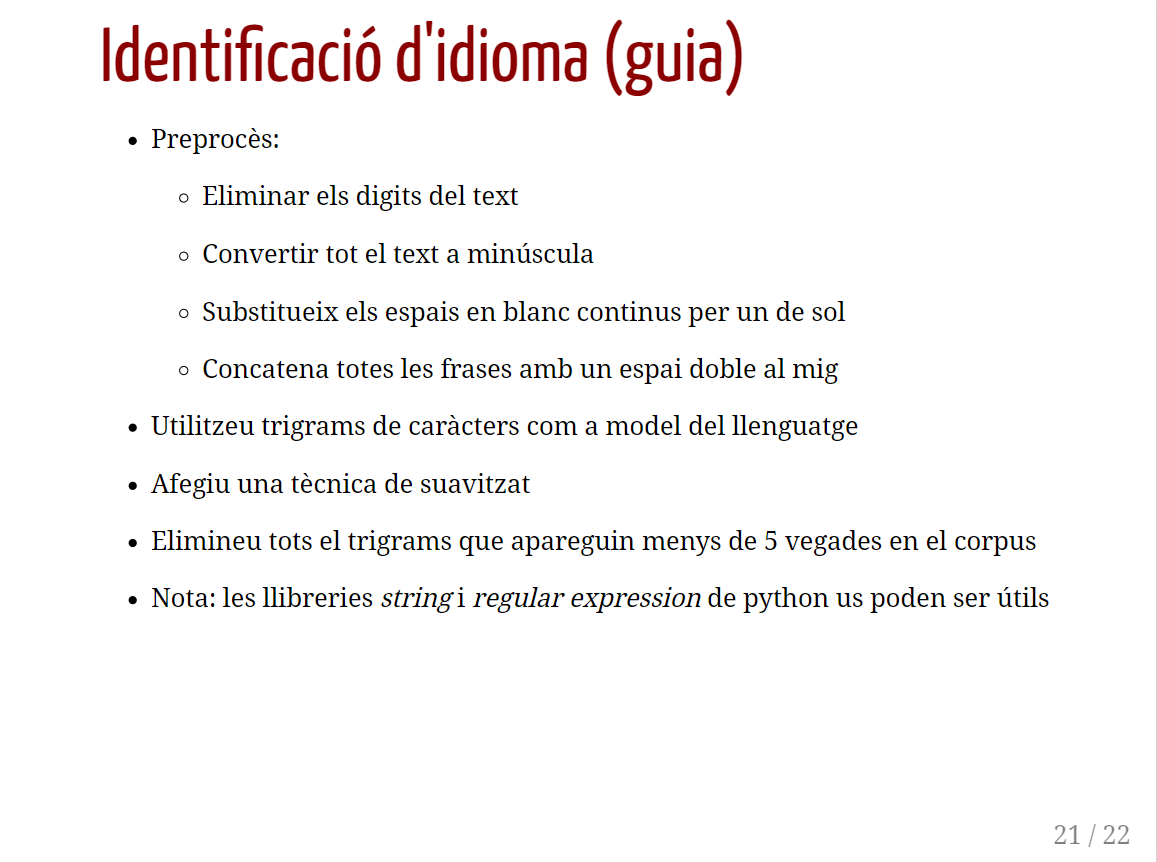 Identificació d'idioma (guia)
Preprocès:
Eliminar els digits del text
Convertir tot el text a minúscula
Substitueix els espais en blanc continus per un de sol
Concatena totes les frases amb un espai doble al mig
Utilitzeu trigrams de caràcters com a model del llenguatge
Afegiu una tècnica de suavitzat
Elimineu tots el trigrams que apareguin menys de 5 vegades en el corpus
Nota: les llibreries string i regular expression de python us poden ser útils
21 / 22